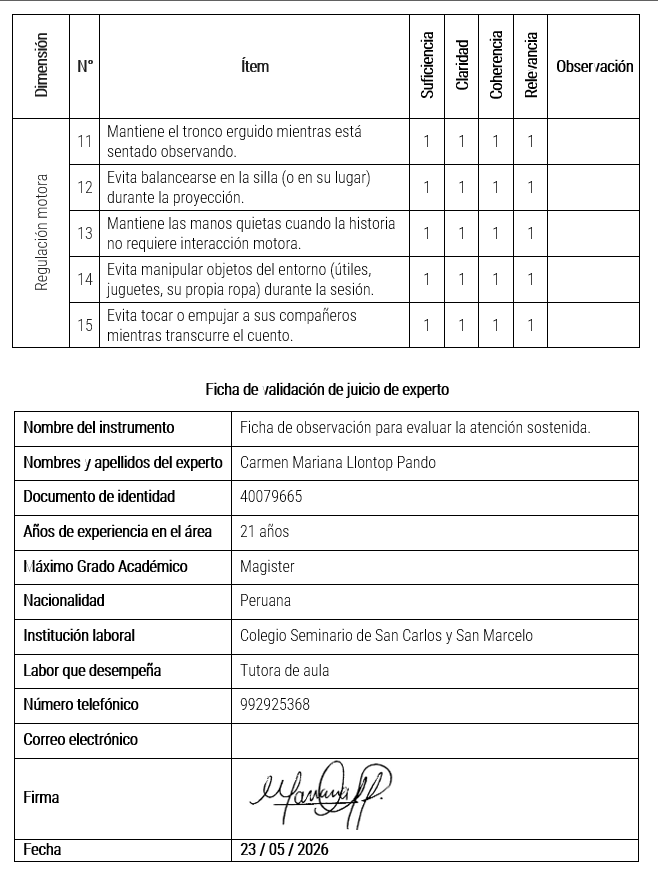 Dimensión N° Ítem Suficiencia Claridad Coherencia Relevancia Observación
Regulación motora
11 Mantiene el tronco erguido mientras está
sentado observando. 1 1 1 1
12 Evita balancearse en la silla (o en su lugar)
durante la proyección. 1 1 1 1
13 Mantiene las manos quietas cuando la historia
no requiere interacción motora. 1 1 1 1
14 Evita manipular objetos del entorno (útiles,
juguetes, su propia ropa) durante la sesión. 1 1 1 1
15 Evita tocar o empujar a sus compañeros
mientras transcurre el cuento. 1 1 1 1
Ficha de validación de juicio de experto
Nombre del instrumento Ficha de observación para evaluar la atención sostenida.
Nombres y apellidos del experto Carmen Mariana Llontop Pando
Documento de identidad 40079665
Años de experiencia en el área 21 años
Máximo Grado Académico Magister
Nacionalidad Peruana
Institución laboral Colegio Seminario de San Carlos y San Marcelo
Labor que desempeña Tutora de aula
Número telefónico 992925368
Correo electrónico
Firma
Fecha 23 / 05 / 2026